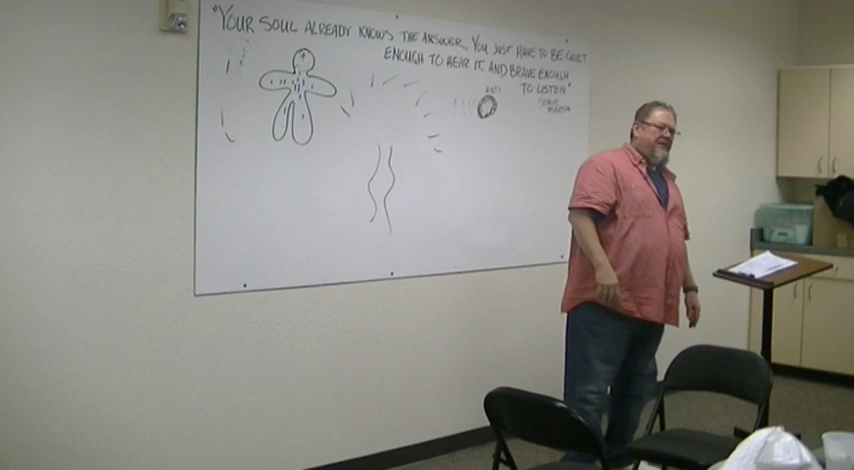 "YOUR SOUL ALREADY KNOWS THE ANSWER. YOU JUST HAVE TO BE QUIET
ENOUGH TO HEAR IT, AND BRAVE ENOUGH
TO LISTEN"